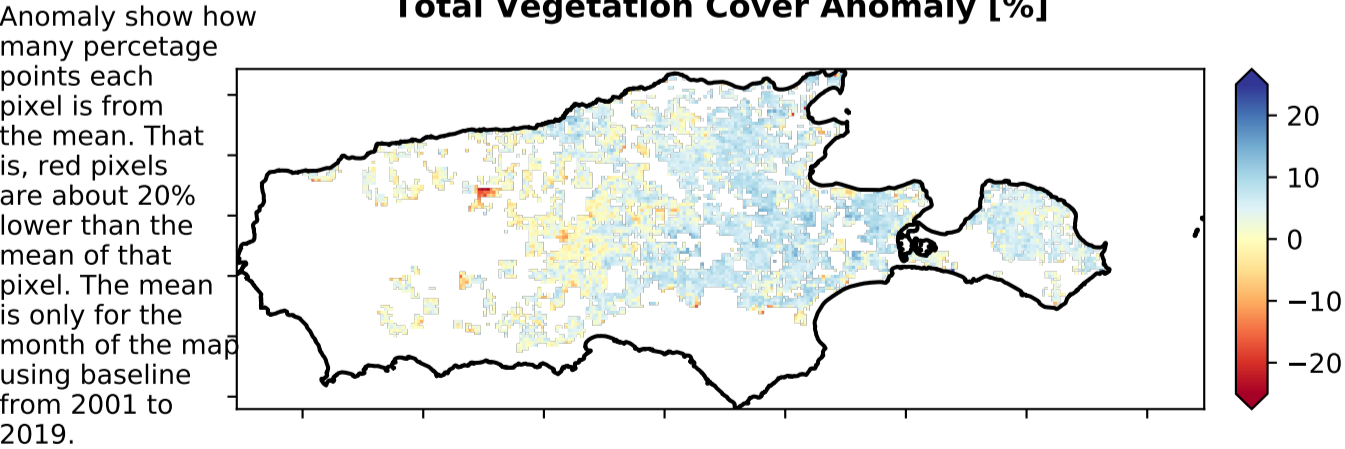 Total Vegetation Cover Anomaly [%]
Anomaly show how
many percetage
points each
pixel is from
the mean. That
is, red pixels
are about 20%
lower than the
mean of that
pixel. The mean
is only for the
month of the map
using baseline
from 2001 to
2019.
20
10
0
−10
−20